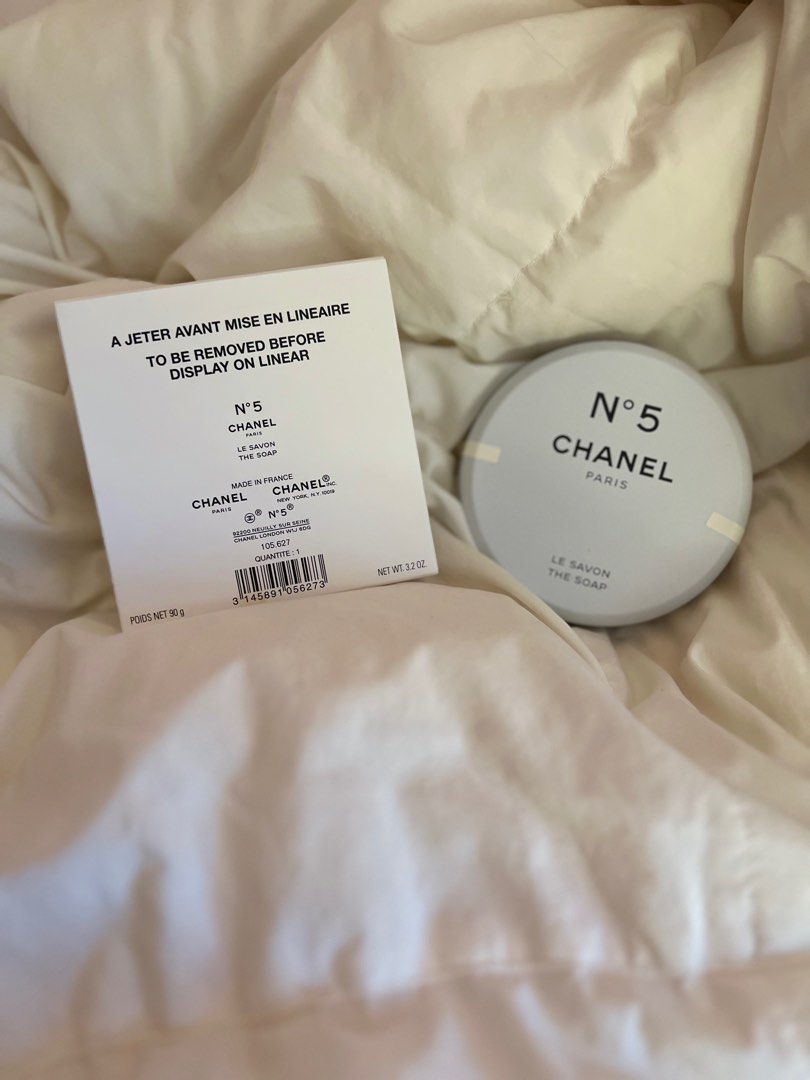 A JETER AVANT MISE EN LINEAIRE
TO BE REMOVED BEFORE
DISPLAY ON LINEAR
N°5
CHANEL
PARIS
LE SAVON
THE SOAP
MADE IN FRANCE
CHANEL CHANEL® INC.
PARIS NEW YORK, N.Y. 10019
® N°5®
92200 NEUILLY SUR SEINE
CHANEL LONDON W1J 6DG
105.627
QUANTITE : 1
3 145891 056273
POIDS NET 90 g
NET WT. 3.2 OZ.
N°5
CHANEL
PARIS
LE SAVON
THE SOAP